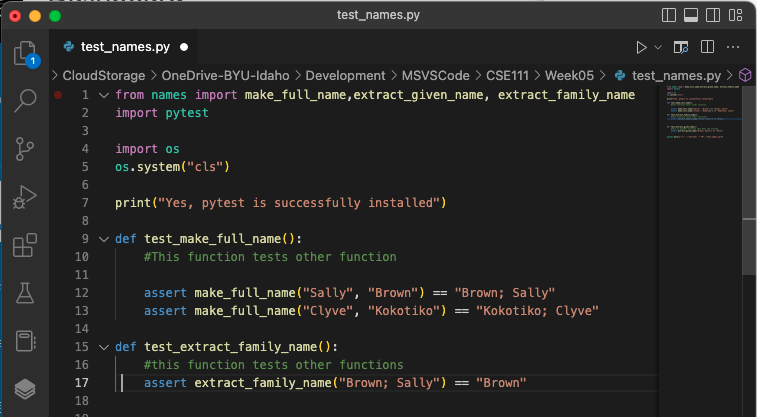 test_names.py
test_names.py
CloudStorage > OneDrive-BYU-Idaho > Development > MSVSCode > CSE111 > Week05 > test_names.py >
1
1 from names import make_full_name,extract_given_name, extract_family_name
2 import pytest
3
4 import os
5 os.system("cls")
6
7 print("Yes, pytest is successfully installed")
8
9 def test_make_full_name():
10 #This function tests other function
11
12 assert make_full_name("Sally", "Brown") == "Brown; Sally"
13 assert make_full_name("Clyve", "Kokotiko") == "Kokotiko; Clyve"
14
15 def test_extract_family_name():
16 #this function tests other functions
17 assert extract_family_name("Brown; Sally") == "Brown"
18